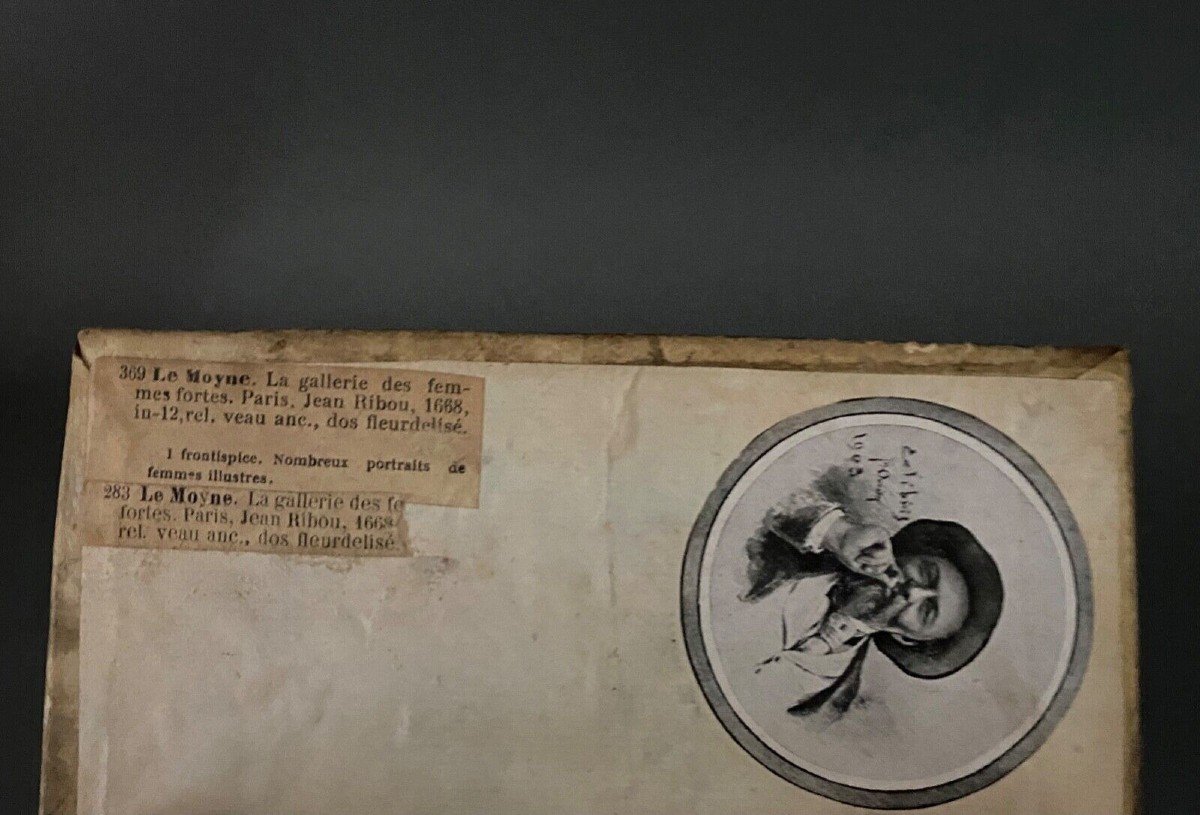 369 Le Moyne. La gallerie des fem-
mes fortes. Paris, Jean Ribou, 1668,
in-12, rel. veau anc., dos fleurdelisé.
1 frontispice. Nombreux portraits de
femmes illustres.
283 Le Moyne. La gallerie des fe
fortes. Paris, Jean Ribou, 1668
rel. veau anc., dos fleurdelisé